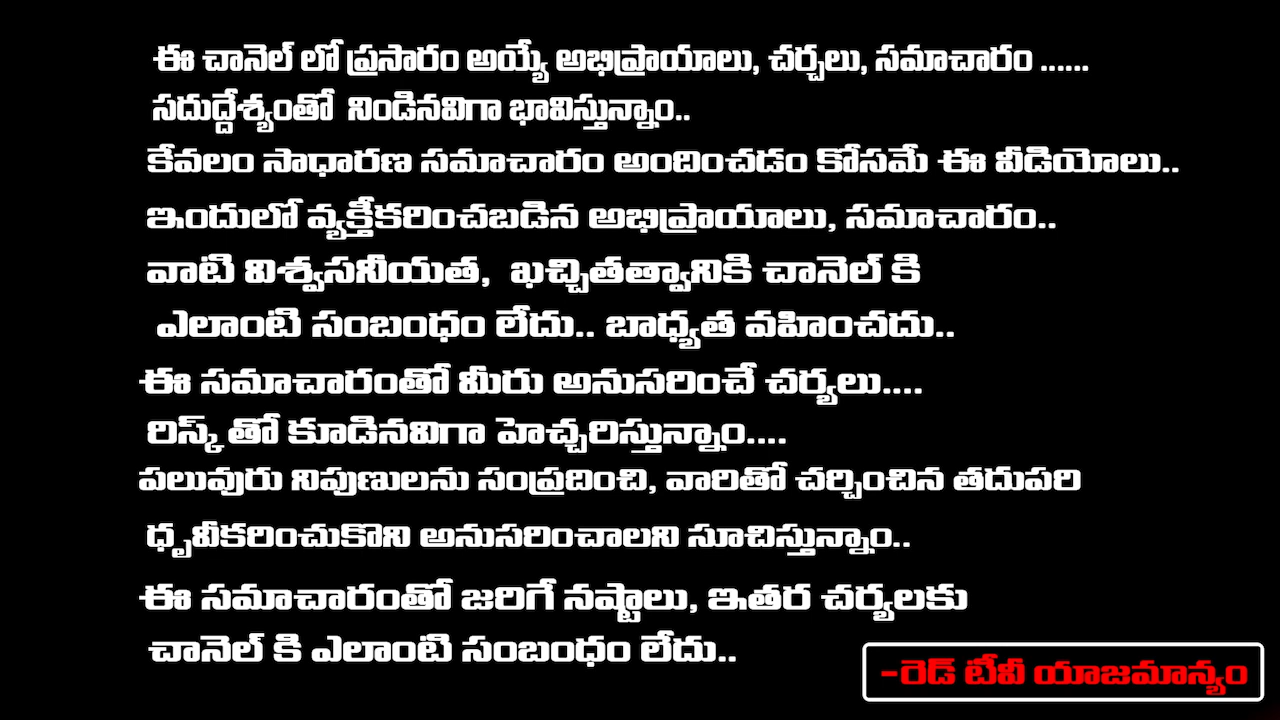 ఈ చానెల్ లో ప్రసారం అయ్యే అభిప్రాయాలు, చర్చలు, సమాచారం ......
సదుద్దేశ్యంతో నిండినవిగా భావిస్తున్నాం..
కేవలం సాధారణ సమాచారం అందించడం కోసమే ఈ వీడియోలు..
ఇందులో వ్యక్తీకరించబడిన అభిప్రాయాలు, సమాచారం..
వాటి విశ్వసనీయత, ఖచ్చితత్వానికి చానెల్ కి
ఎలాంటి సంబంధం లేదు.. బాధ్యత వహించదు..
ఈ సమాచారంతో మీరు అనుసరించే చర్యలు....
రిస్క్ తో కూడినవిగా హెచ్చరిస్తున్నాం....
పలువురు నిపుణులను సంప్రదించి, వారితో చర్చించిన తదుపరి
ధృవీకరించుకొని అనుసరించాలని సూచిస్తున్నాం..
ఈ సమాచారంతో జరిగే నష్టాలు, ఇతర చర్యలకు
చానెల్ కి ఎలాంటి సంబంధం లేదు..
-రెడ్ టీవీ యాజమాన్యం